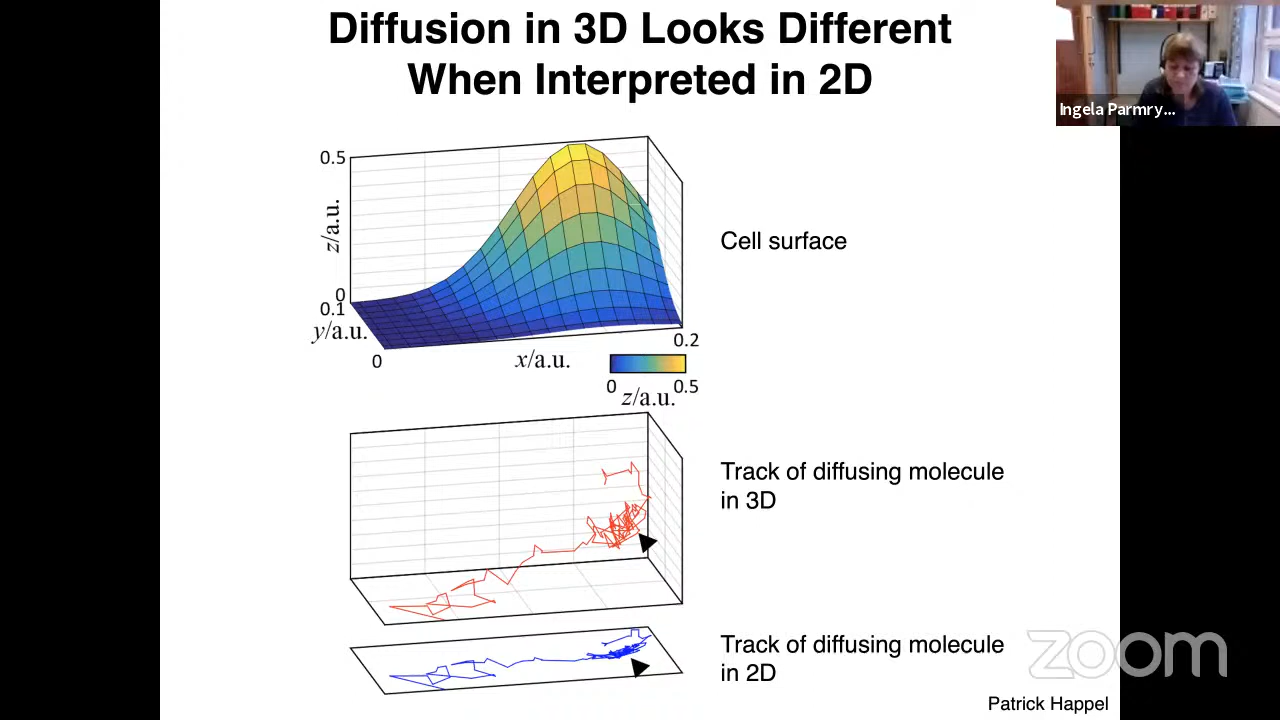 Diffusion in 3D Looks Different
When Interpreted in 2D
Ingela Parmry...
0.5
z/a.u.
0
0.1
y/a.u.
0
x/a.u.
0.2
0
0.5
z/a.u.
Cell surface
Track of diffusing molecule
in 3D
Track of diffusing molecule
in 2D
zoom
Patrick Happel